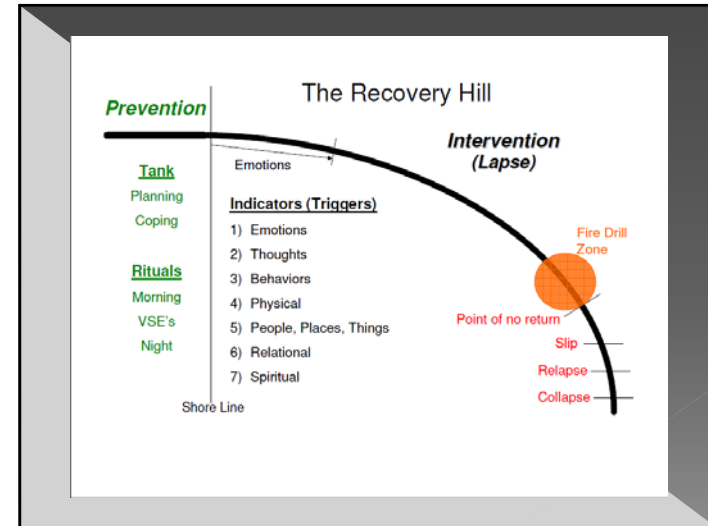 The Recovery Hill
Prevention
Intervention
(Lapse)
Tank
Planning
Coping
Rituals
Morning
VSE's
Night
Emotions
Indicators (Triggers)
1) Emotions
2) Thoughts
3) Behaviors
4) Physical
5) People, Places, Things
6) Relational
7) Spiritual
Shore Line
Fire Drill
Zone
Point of no return
Slip
Relapse
Collapse